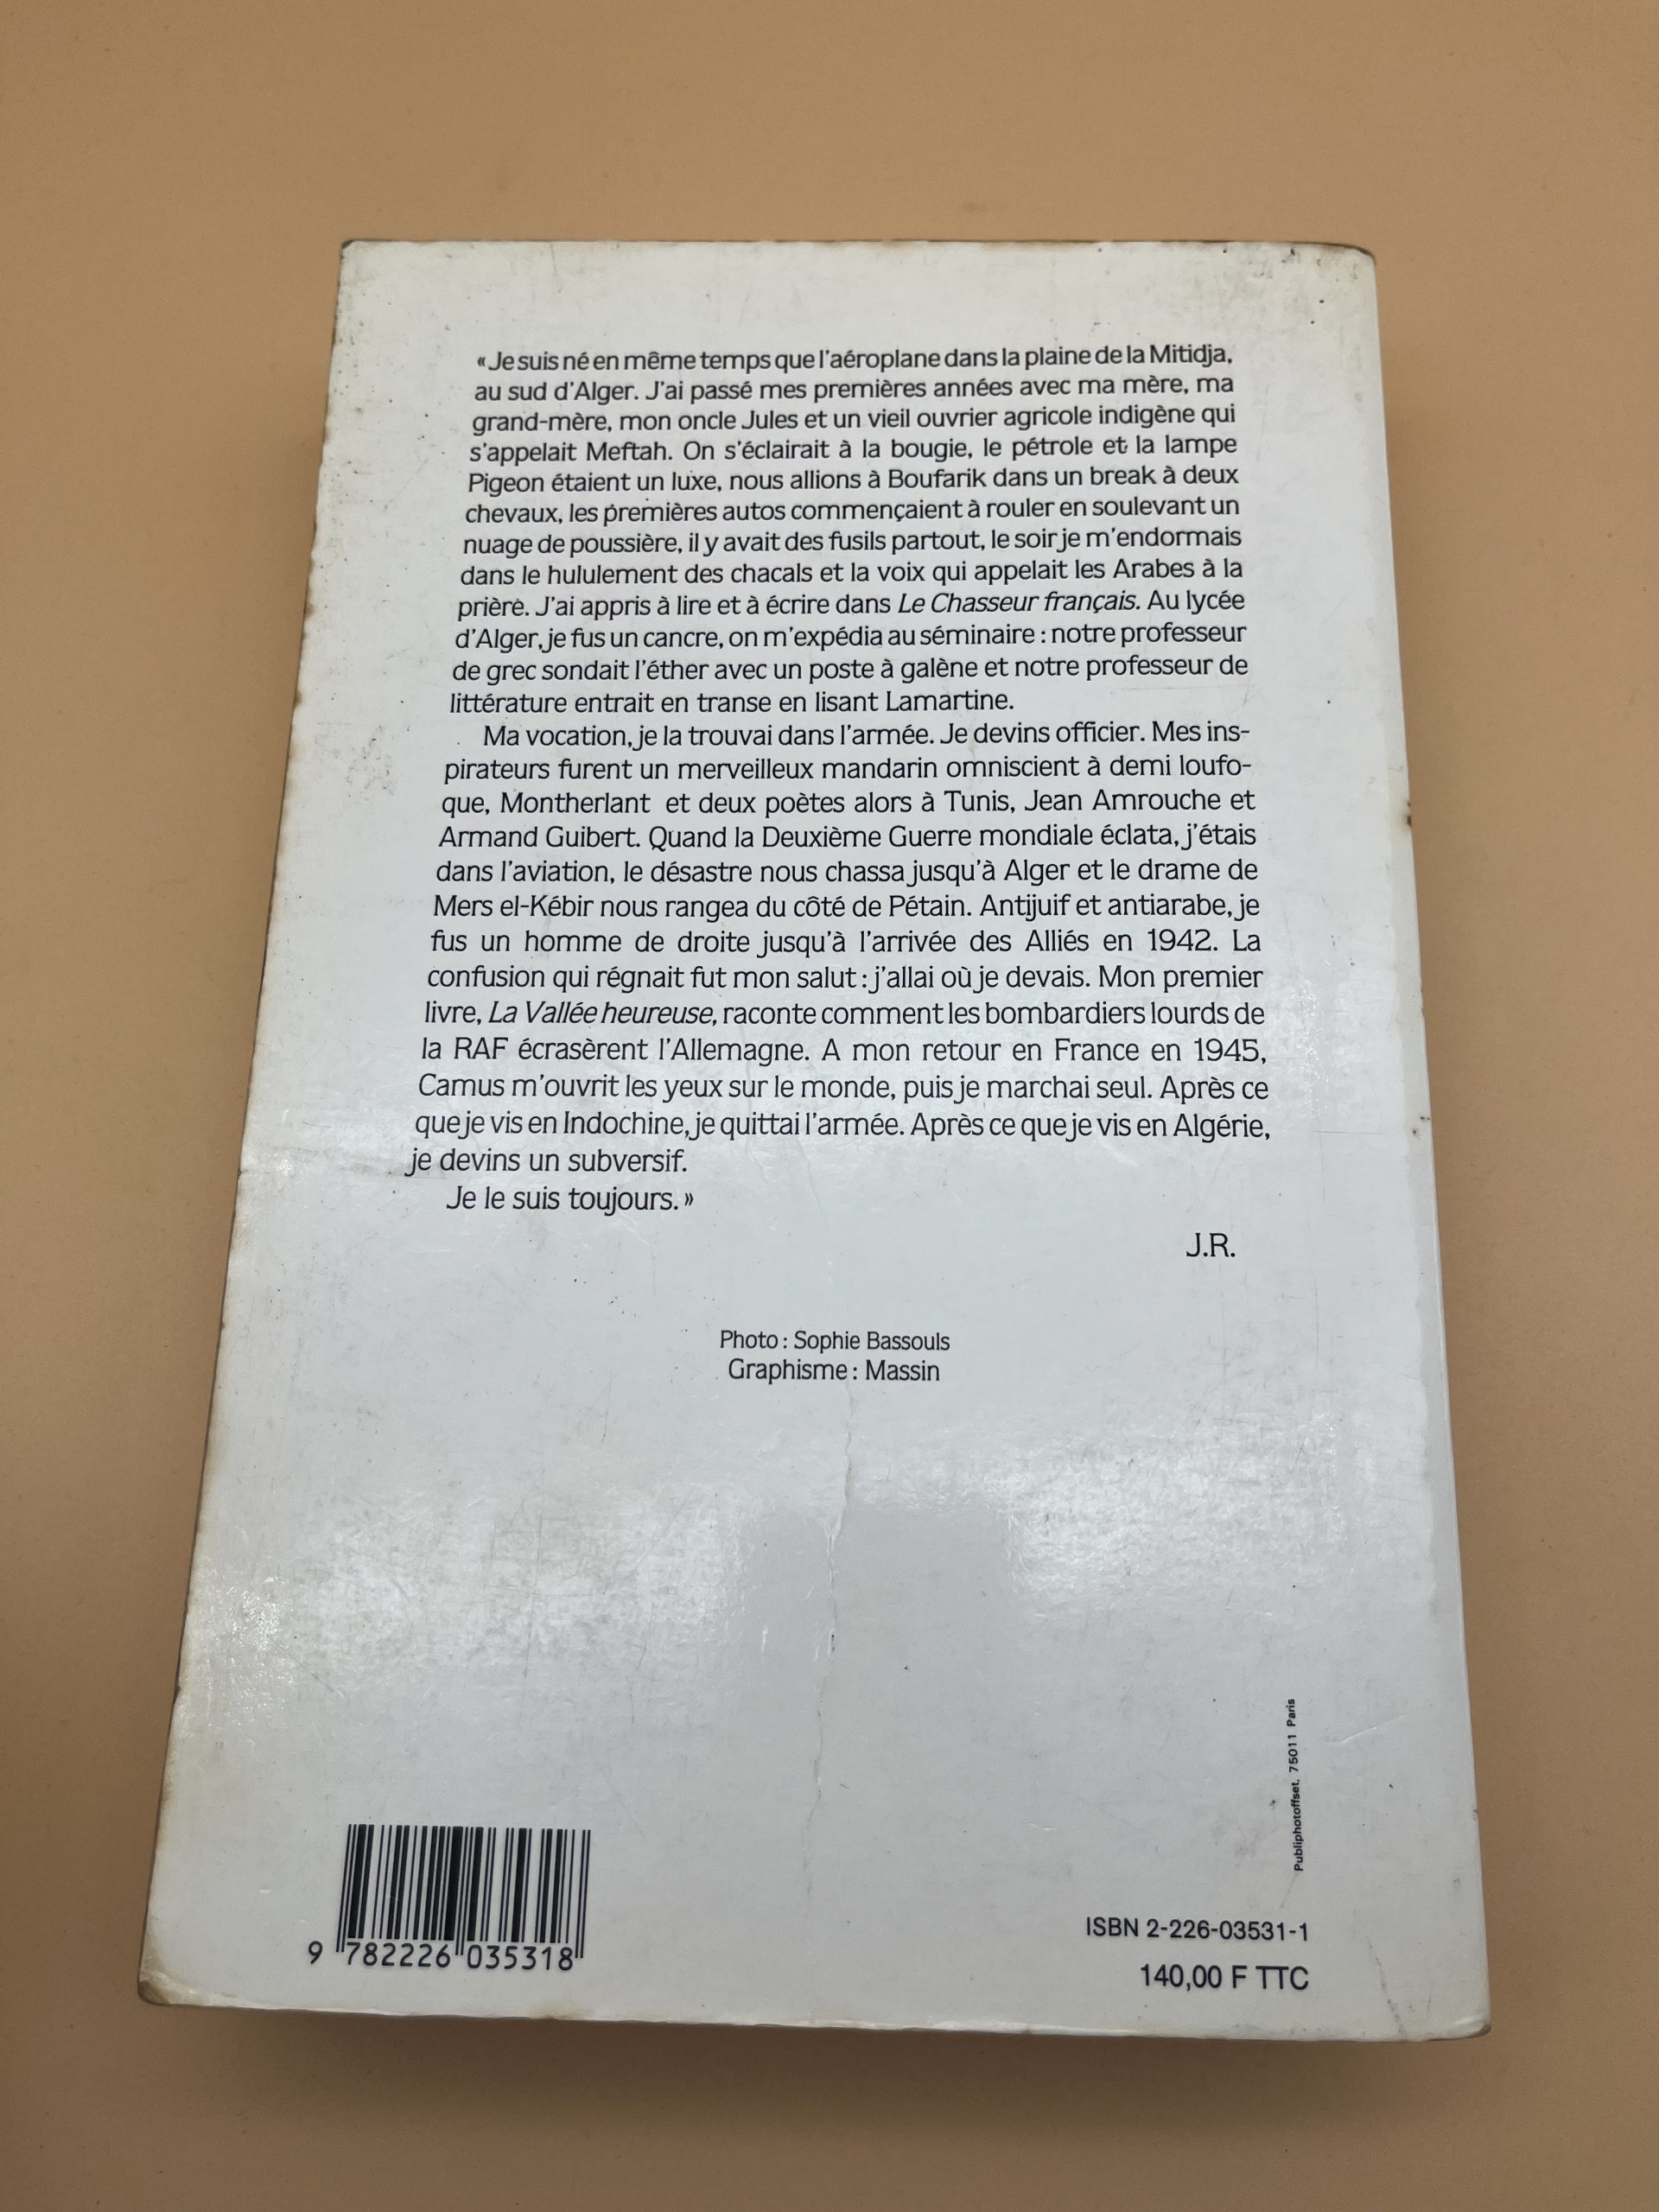 « Je suis né en même temps que l'aéroplane dans la plaine de la Mitidja,
au sud d'Alger. J'ai passé mes premières années avec ma mère, ma
grand-mère, mon oncle Jules et un vieil ouvrier agricole indigène qui
s'appelait Meftah. On s'éclairait à la bougie, le pétrole et la lampe
Pigeon étaient un luxe, nous allions à Boufarik dans un break à deux
chevaux, les premières autos commençaient à rouler en soulevant un
nuage de poussière, il y avait des fusils partout, le soir je m'endormais
dans le hululement des chacals et la voix qui appelait les Arabes à la
prière. J'ai appris à lire et à écrire dans Le Chasseur français. Au lycée
d'Alger, je fus un cancre, on m'expédia au séminaire : notre professeur
de grec sondait l'éther avec un poste à galène et notre professeur de
littérature entrait en transe en lisant Lamartine.
Ma vocation, je la trouvai dans l'armée. Je devins officier. Mes ins-
pirateurs furent un merveilleux mandarin omniscient à demi loufo-
que, Montherlant et deux poètes alors à Tunis, Jean Amrouche et
Armand Guibert. Quand la Deuxième Guerre mondiale éclata, j'étais
dans l'aviation, le désastre nous chassa jusqu'à Alger et le drame de
Mers el-Kébir nous rangea du côté de Pétain. Antijuif et antiarabe, je
fus un homme de droite jusqu'à l'arrivée des Alliés en 1942. La
confusion qui régnait fut mon salut : j'allai où je devais. Mon premier
livre, La Vallée heureuse, raconte comment les bombardiers lourds de
la RAF écrasèrent l'Allemagne. A mon retour en France en 1945,
Camus m'ouvrit les yeux sur le monde, puis je marchai seul. Après ce
que je vis en Indochine, je quittai l'armée. Après ce que je vis en Algérie,
je devins un subversif.
Je le suis toujours. »
J.R.
Photo : Sophie Bassouls
Graphisme : Massin
Publiphotoffset, 75011 Paris
9 782226 035318
ISBN 2-226-03531-1
140,00 F TTC